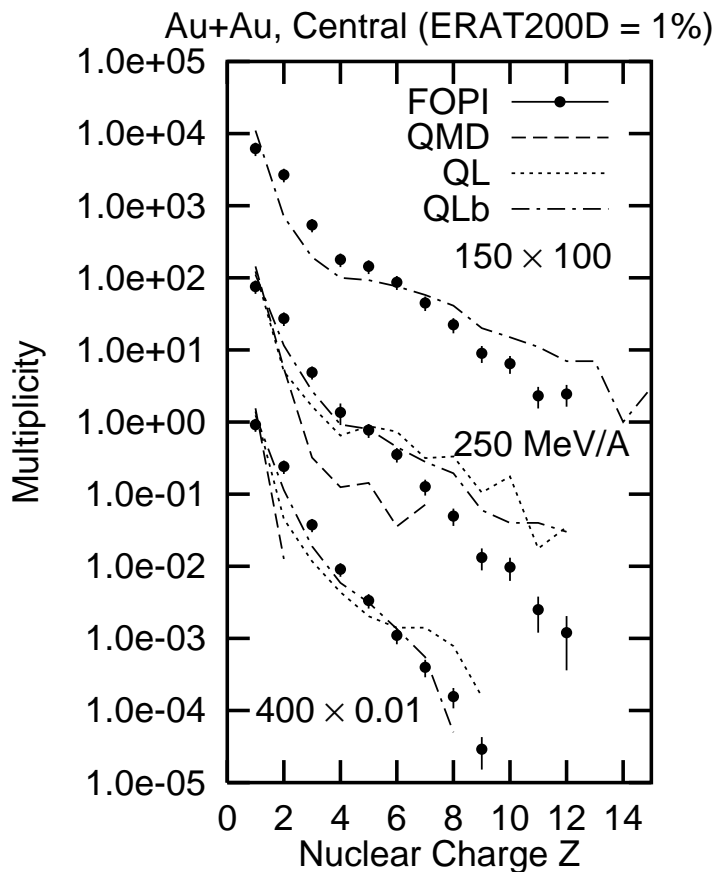 Au+Au, Central (ERAT200D = 1%)
1.0e+05
1.0e+04
1.0e+03
1.0e+02
1.0e+01
1.0e+00
1.0e-01
1.0e-02
1.0e-03
1.0e-04
1.0e-05
Multiplicity
FOPI
QMD
QL
QLb
150 × 100
250 MeV/A
400 × 0.01
0 2 4 6 8 10 12 14
Nuclear Charge Z